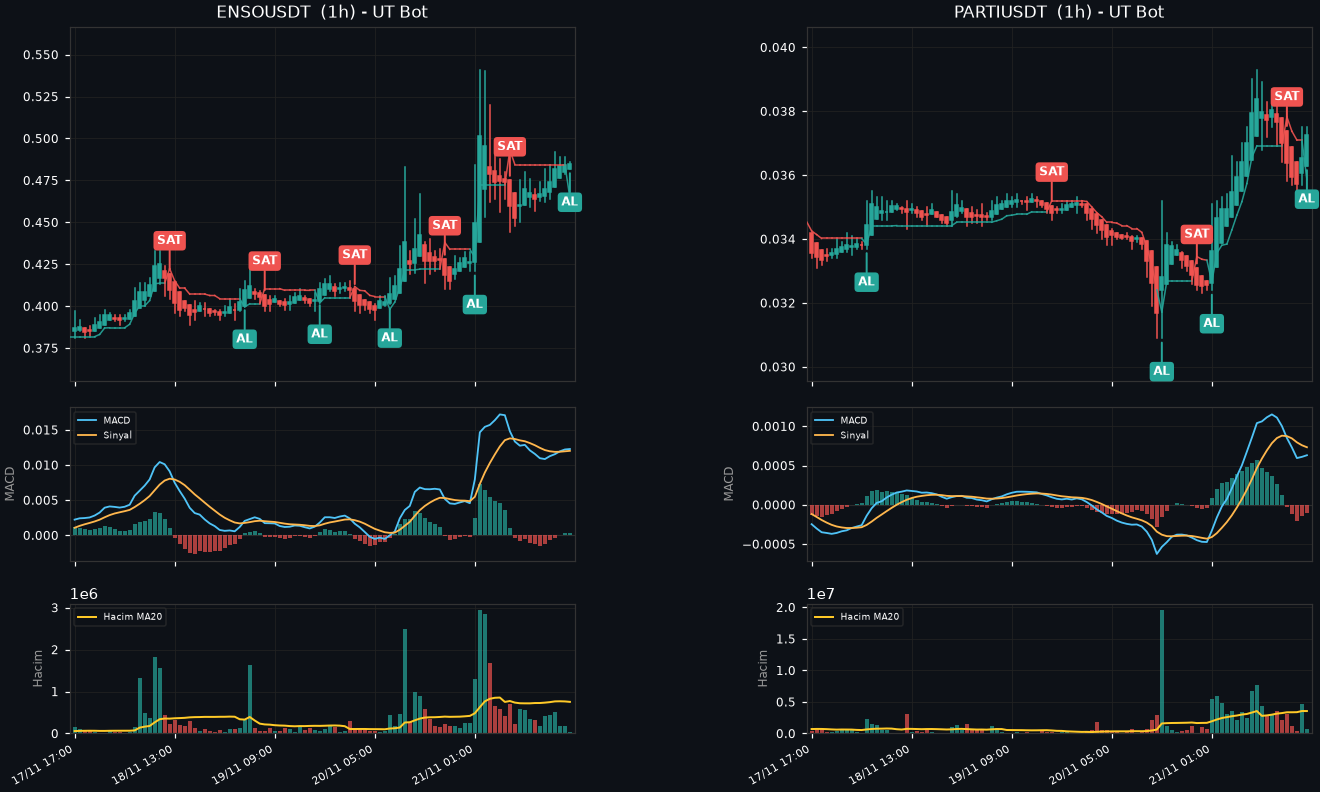 ENSOUSDT (1h) - UT Bot
0.550
0.525
0.500
0.475
0.450
0.425
0.400
0.375
SAT
SAT
SAT
SAT
SAT
AL
AL
AL
AL
AL
MACD
0.015
0.010
0.005
0.000
MACD
Sinyal
1e6
Hacim
3
2
1
0
Hacim MA20
17/11 17:00
18/11 13:00
19/11 09:00
20/11 05:00
21/11 01:00
PARTIUSDT (1h) - UT Bot
0.040
0.038
0.036
0.034
0.032
0.030
AL
SAT
AL
SAT
AL
SAT
AL
MACD
0.0010
0.0005
0.0000
−0.0005
MACD
Sinyal
1e7
Hacim
2.0
1.5
1.0
0.5
0.0
Hacim MA20
17/11 17:00
18/11 13:00
19/11 09:00
20/11 05:00
21/11 01:00